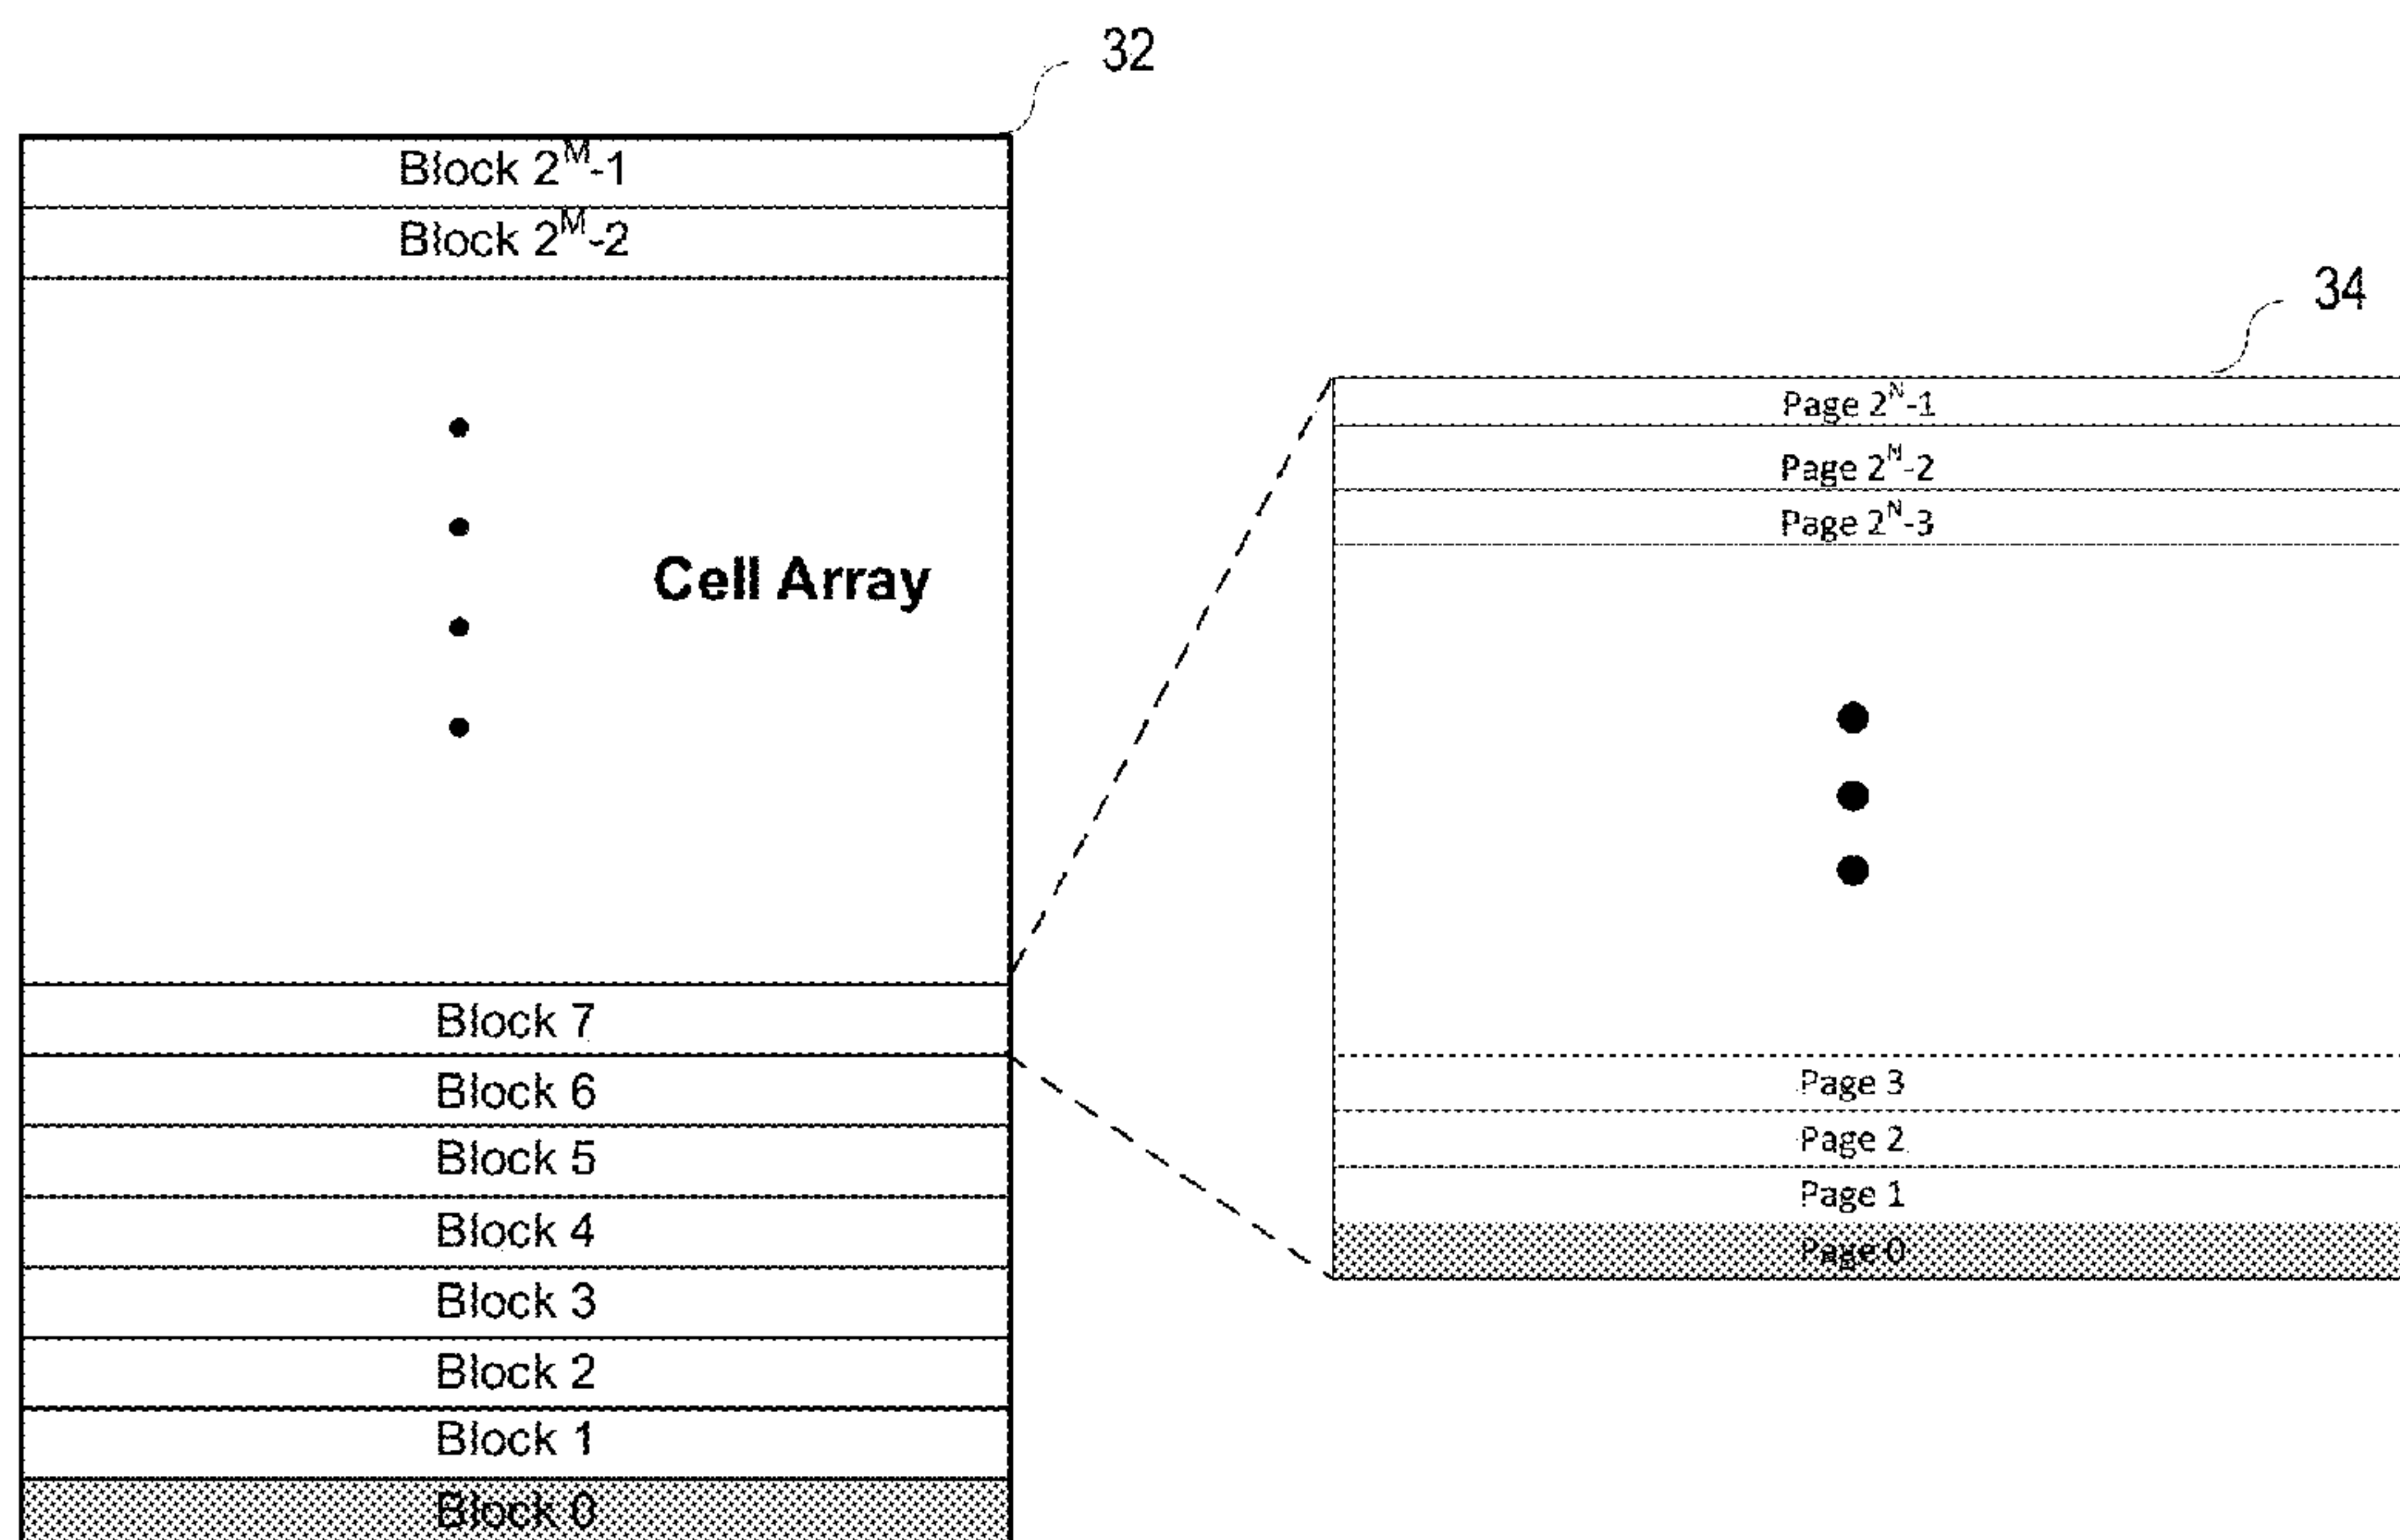 32
Block 2^M-1
Block 2^M-2
34
Page 2^N-1
Page 2^N-2
Page 2^N-3
Cell Array
Block 7
Block 6
Block 5
Block 4
Block 3
Block 2
Block 1
Block 0
Page 3
Page 2
Page 1
Page 0